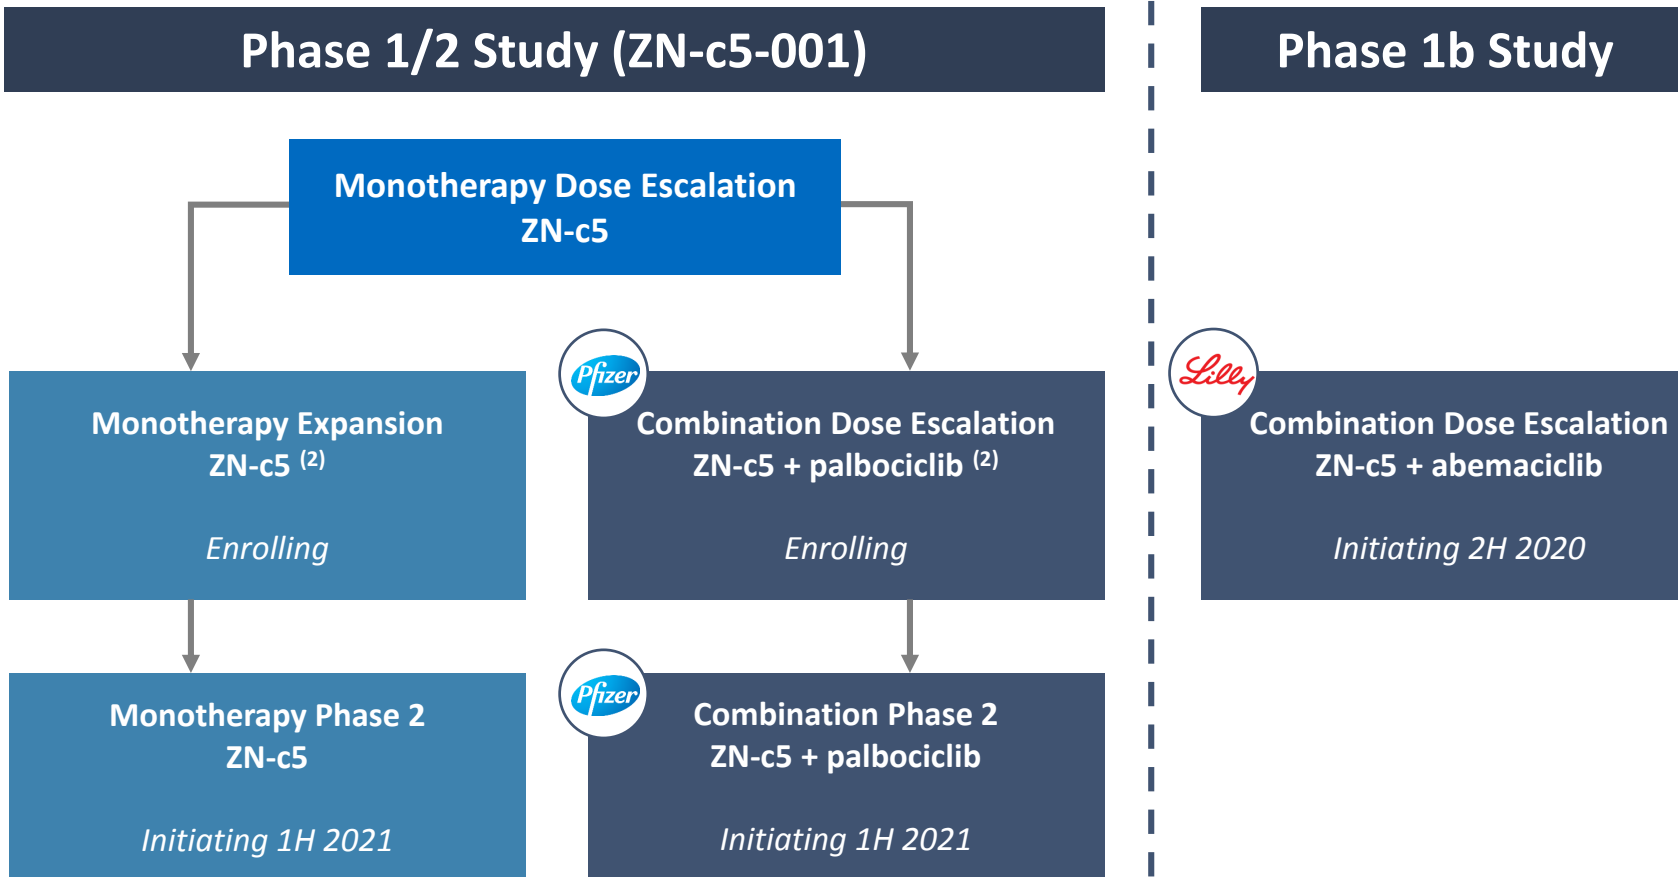 Phase 1/2 Study (ZN-c5-001)
Phase 1b Study
Monotherapy Dose Escalation
ZN-c5
Monotherapy Expansion
ZN-c5 (2)
Enrolling
Pfizer
Combination Dose Escalation
ZN-c5 + palbociclib (2)
Enrolling
Lilly
Combination Dose Escalation
ZN-c5 + abemaciclib
Initiating 2H 2020
Monotherapy Phase 2
ZN-c5
Initiating 1H 2021
Pfizer
Combination Phase 2
ZN-c5 + palbociclib
Initiating 1H 2021